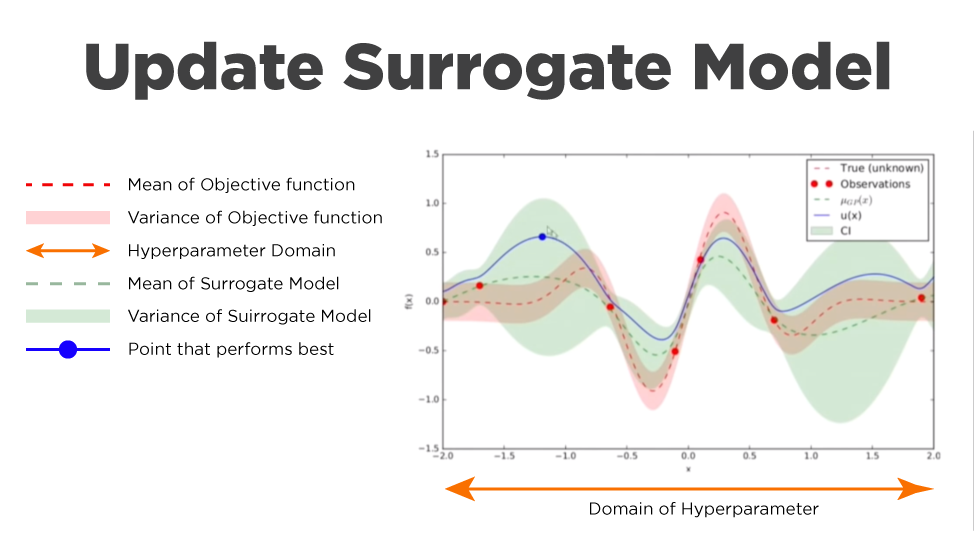 Update Surrogate Model
Mean of Objective function
Variance of Objective function
Hyperparameter Domain
Mean of Surrogate Model
Variance of Suirrogate Model
Point that performs best
1.5
1.0
0.5
0.0
−0.5
−1.0
−1.5
f(x)
True (unknown)
Observations
μGP(x)
u(x)
CI
−2.0 −1.5 −1.0 −0.5 0.0 0.5 1.0 1.5 2.0
x
Domain of Hyperparameter